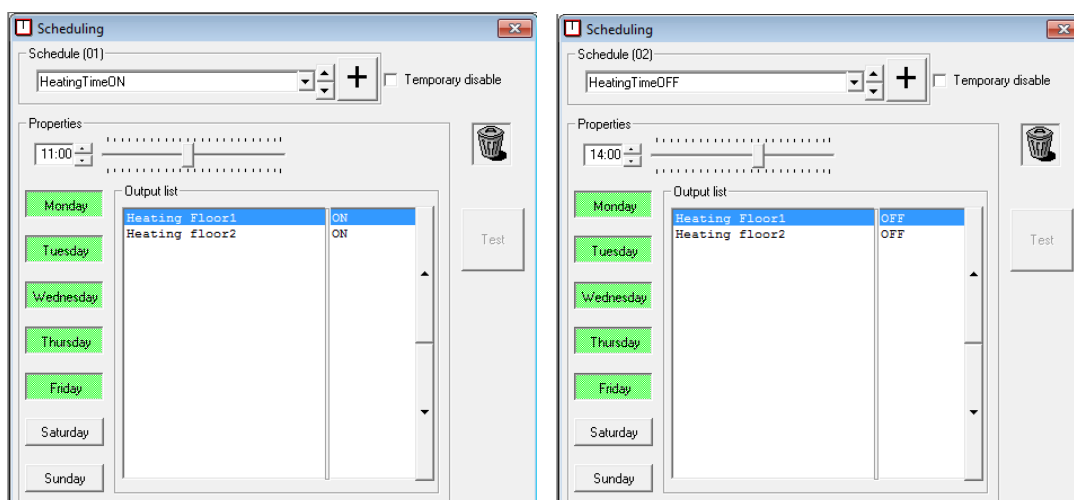 Scheduling
Schedule (01)
HeatingTimeON
+
Temporary disable
Properties
11:00
Output list
Monday
Tuesday
Wednesday
Thursday
Friday
Saturday
Sunday
Heating Floor1 ON
Heating floor2 ON
Test
Scheduling
Schedule (02)
HeatingTimeOFF
+
Temporary disable
Properties
14:00
Output list
Monday
Tuesday
Wednesday
Thursday
Friday
Saturday
Sunday
Heating Floor1 OFF
Heating floor2 OFF
Test